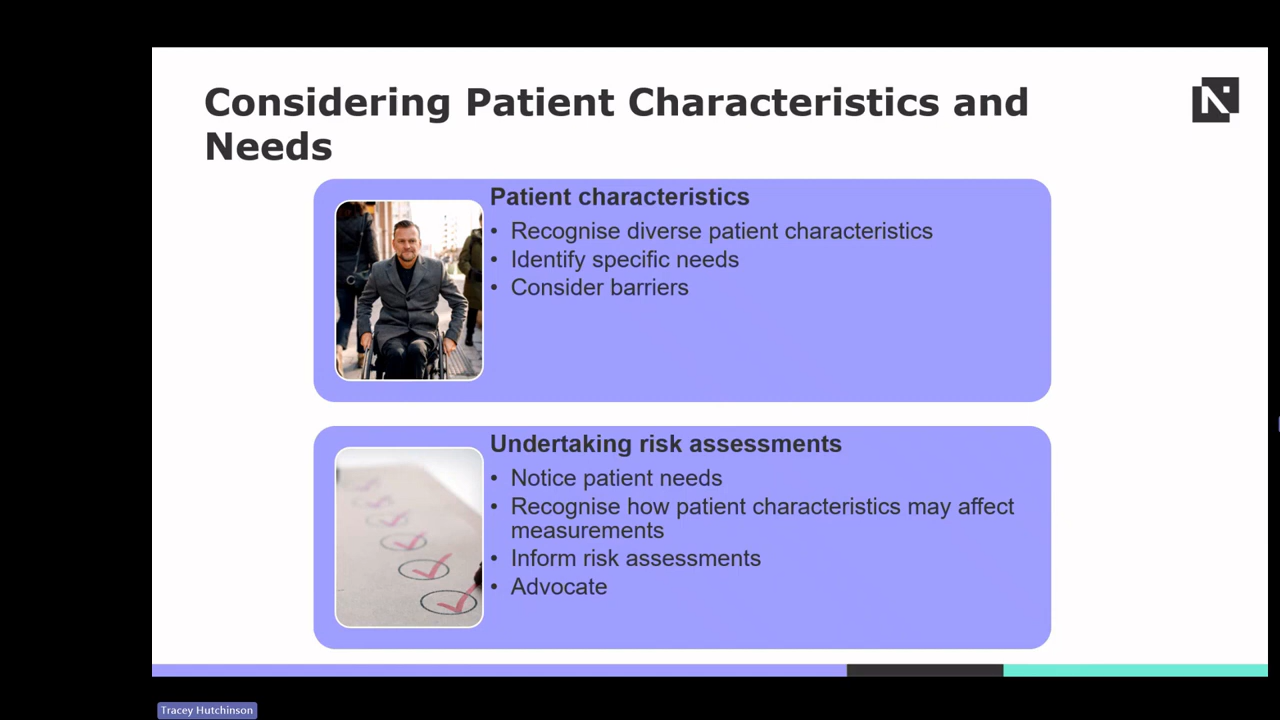 Considering Patient Characteristics and
Needs
Patient characteristics
• Recognise diverse patient characteristics
• Identify specific needs
• Consider barriers
Undertaking risk assessments
• Notice patient needs
• Recognise how patient characteristics may affect
measurements
• Inform risk assessments
• Advocate
Tracey Hutchinson